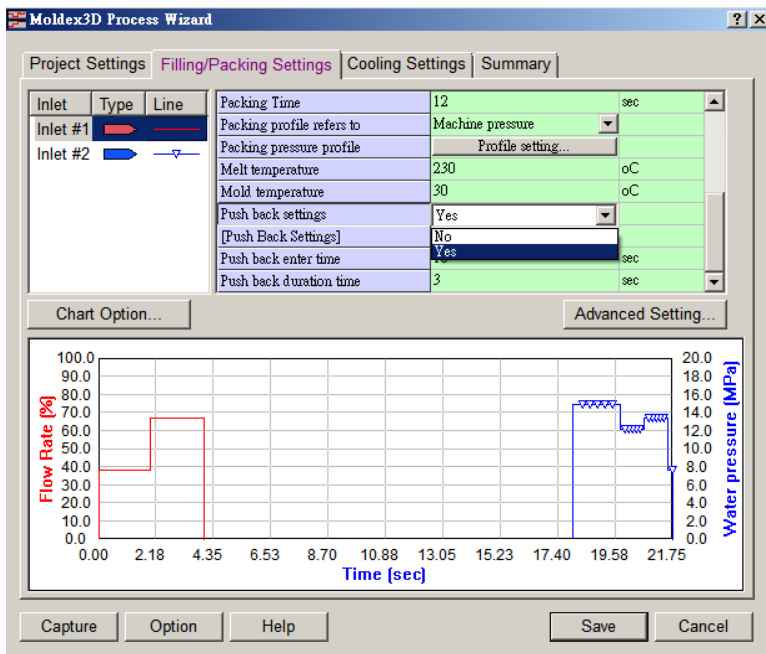 Moldex3D Process Wizard
Project Settings Filling/Packing Settings Cooling Settings Summary
Inlet Type Line
Inlet #1
Inlet #2
Packing Time 12 sec
Packing profile refers to Machine pressure
Packing pressure profile Profile setting...
Melt temperature 230 oC
Mold temperature 30 oC
Push back settings Yes
[Push Back Settings] No
Yes
Push back enter time sec
Push back duration time 3 sec
Chart Option... Advanced Setting...
100.0 20.0
90.0 18.0
80.0 16.0
70.0 14.0
60.0 12.0
50.0 10.0
40.0 8.0
30.0 6.0
20.0 4.0
10.0 2.0
0.0 0.0
Flow Rate (%)
Water pressure (MPa)
0.00 2.18 4.35 6.53 8.70 10.88 13.05 15.23 17.40 19.58 21.75
Time (sec)
Capture Option Help Save Cancel